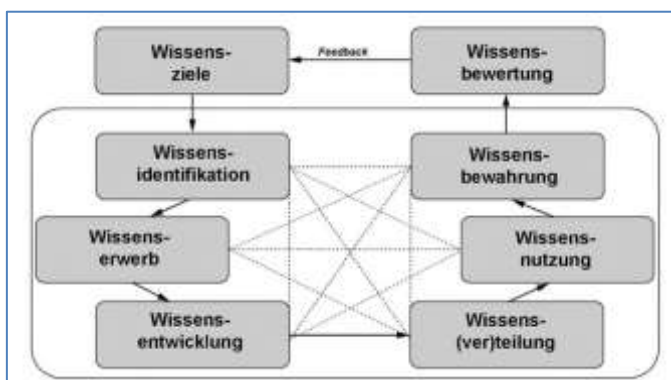 Wissens-
ziele
Feedback
Wissens-
bewertung
Wissens-
identifikation
Wissens-
bewahrung
Wissens-
erwerb
Wissens-
nutzung
Wissens-
entwicklung
Wissens-
(ver)teilung